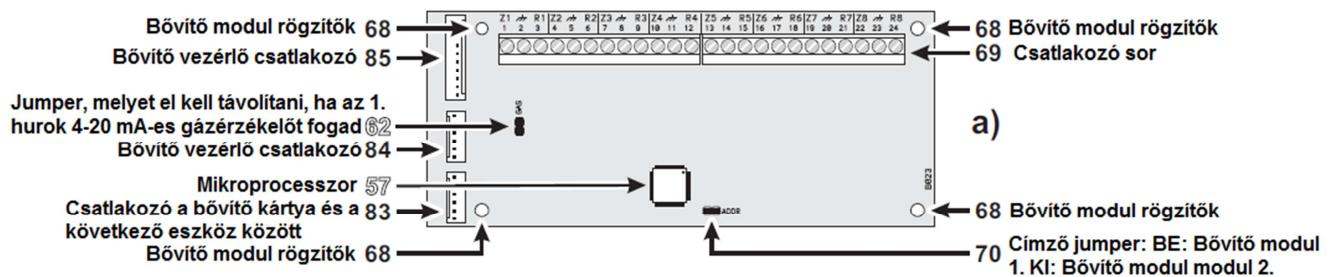 Bővítő modul rögzítők 68
Bővítő vezérlő csatlakozó 85
Jumper, melyet el kell távolítani, ha az 1.
hurok 4-20 mA-es gázérzékelőt fogad 62
Bővítő vezérlő csatlakozó 84
Mikroprocesszor 57
Csatlakozó a bővítő kártya és a 83
következő eszköz között
Bővítő modul rögzítők 68
Z1 R1 Z2 R2 Z3 R3 Z4 R4 Z5 R5 Z6 R6 Z7 R7 Z8 R8
1 2 3 4 5 6 7 8 9 10 11 12 13 14 15 16 17 18 19 20 21 22 23 24
GAS
ADDR
B023
68 Bővítő modul rögzítők
69 Csatlakozó sor
a)
68 Bővítő modul rögzítők
70 Címző jumper: BE: Bővítő modul
1. KI: Bővítő modul modul 2.